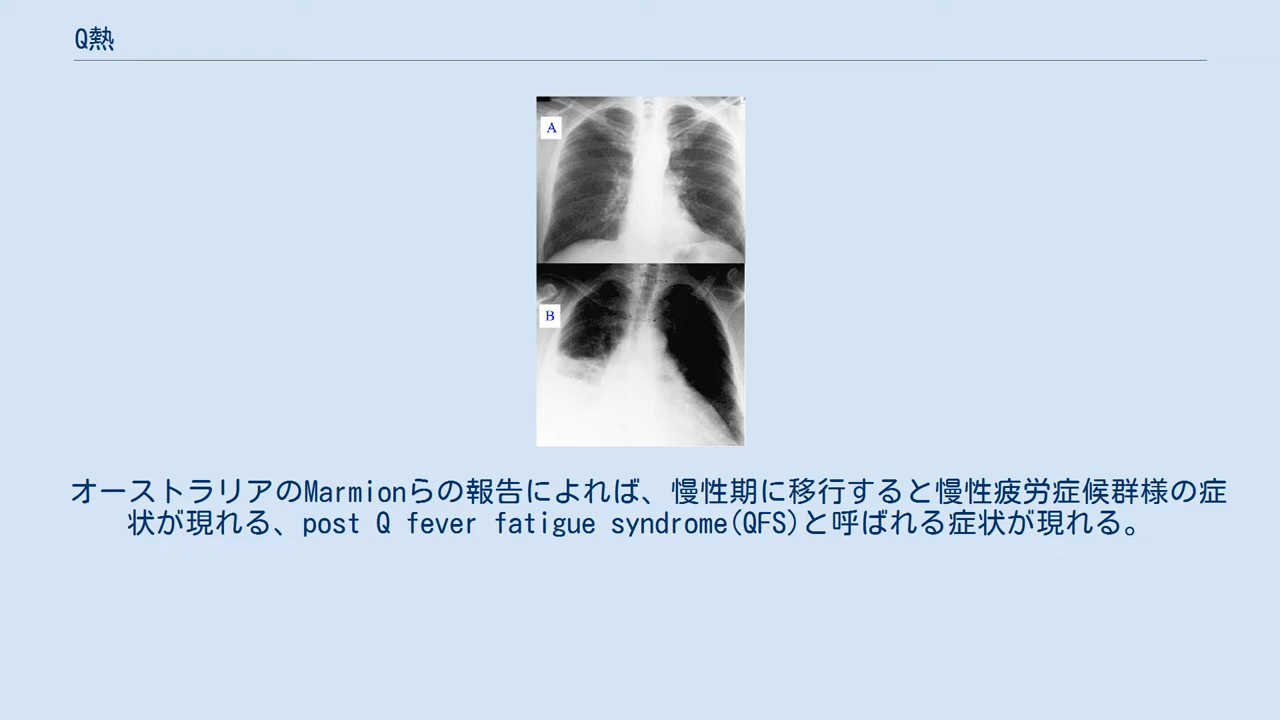 Q熱
A
B
オーストラリアのMarmionらの報告によれば、慢性期に移行すると慢性疲労症候群様の症
状が現れる、post Q fever fatigue syndrome(QFS)と呼ばれる症状が現れる。